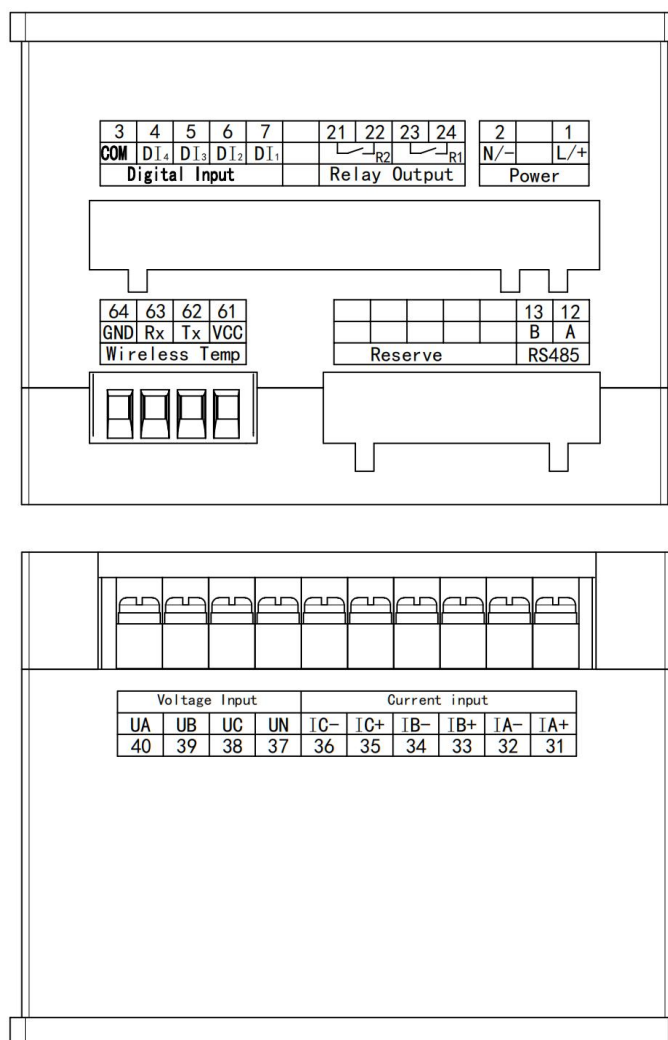 3 4 5 6 7 21 22 23 24 2 1
COM DI₄ DI₃ DI₂ DI₁ R2 R1 N/- L/+
Digital Input Relay Output Power
64 63 62 61 13 12
GND Rx Tx VCC B A
Wireless Temp Reserve RS485
Voltage Input Current input
UA UB UC UN IC- IC+ IB- IB+ IA- IA+
40 39 38 37 36 35 34 33 32 31